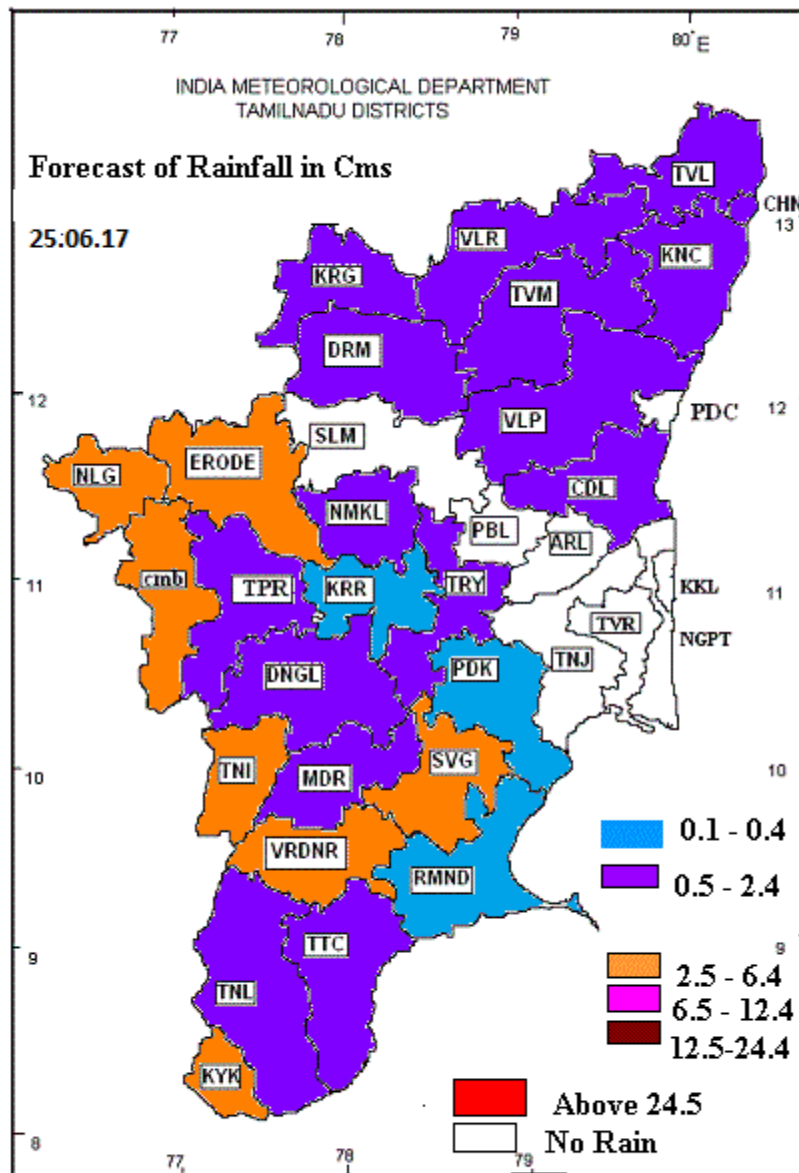 77 78 79 80°E
INDIA METEOROLOGICAL DEPARTMENT
TAMILNADU DISTRICTS
Forecast of Rainfall in Cms
TVL
CHN
13
25:06.17
VLR
KNC
KRG
TVM
DRM
12
PDC 12
VLP
SLM
ERODE
NLG
CDL
NMKL
PBL
ARL
11
cmb
TPR
KRR
TRY
KKL 11
TVR
NGPT
TNJ
DNGL
PDK
10
TNI
MDR
SVG
10
0.1 - 0.4
VRDNR
RMND
0.5 - 2.4
9
TTC
9
2.5 - 6.4
TNL
6.5 - 12.4
12.5-24.4
KYK
Above 24.5
8
No Rain
77 78 79